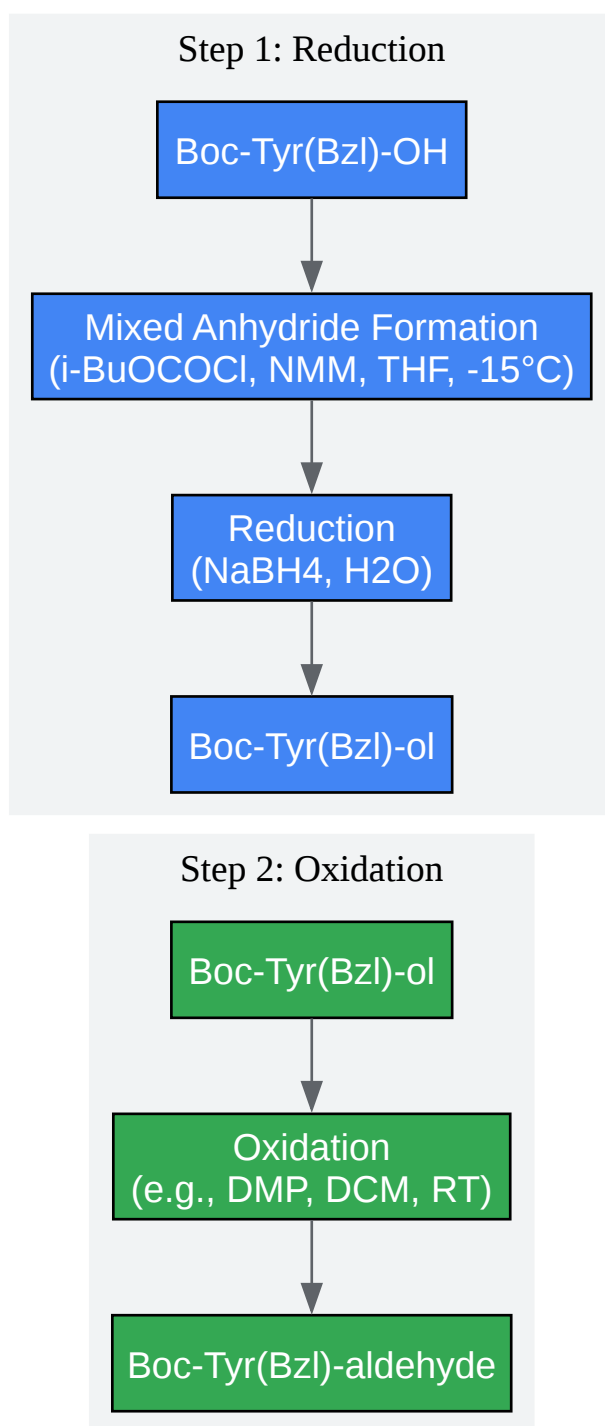 Step 1: Reduction
Boc-Tyr(Bzl)-OH
Mixed Anhydride Formation
(i-BuOCOCl, NMM, THF, -15°C)
Reduction
(NaBH4, H2O)
Boc-Tyr(Bzl)-ol
Step 2: Oxidation
Boc-Tyr(Bzl)-ol
Oxidation
(e.g., DMP, DCM, RT)
Boc-Tyr(Bzl)-aldehyde